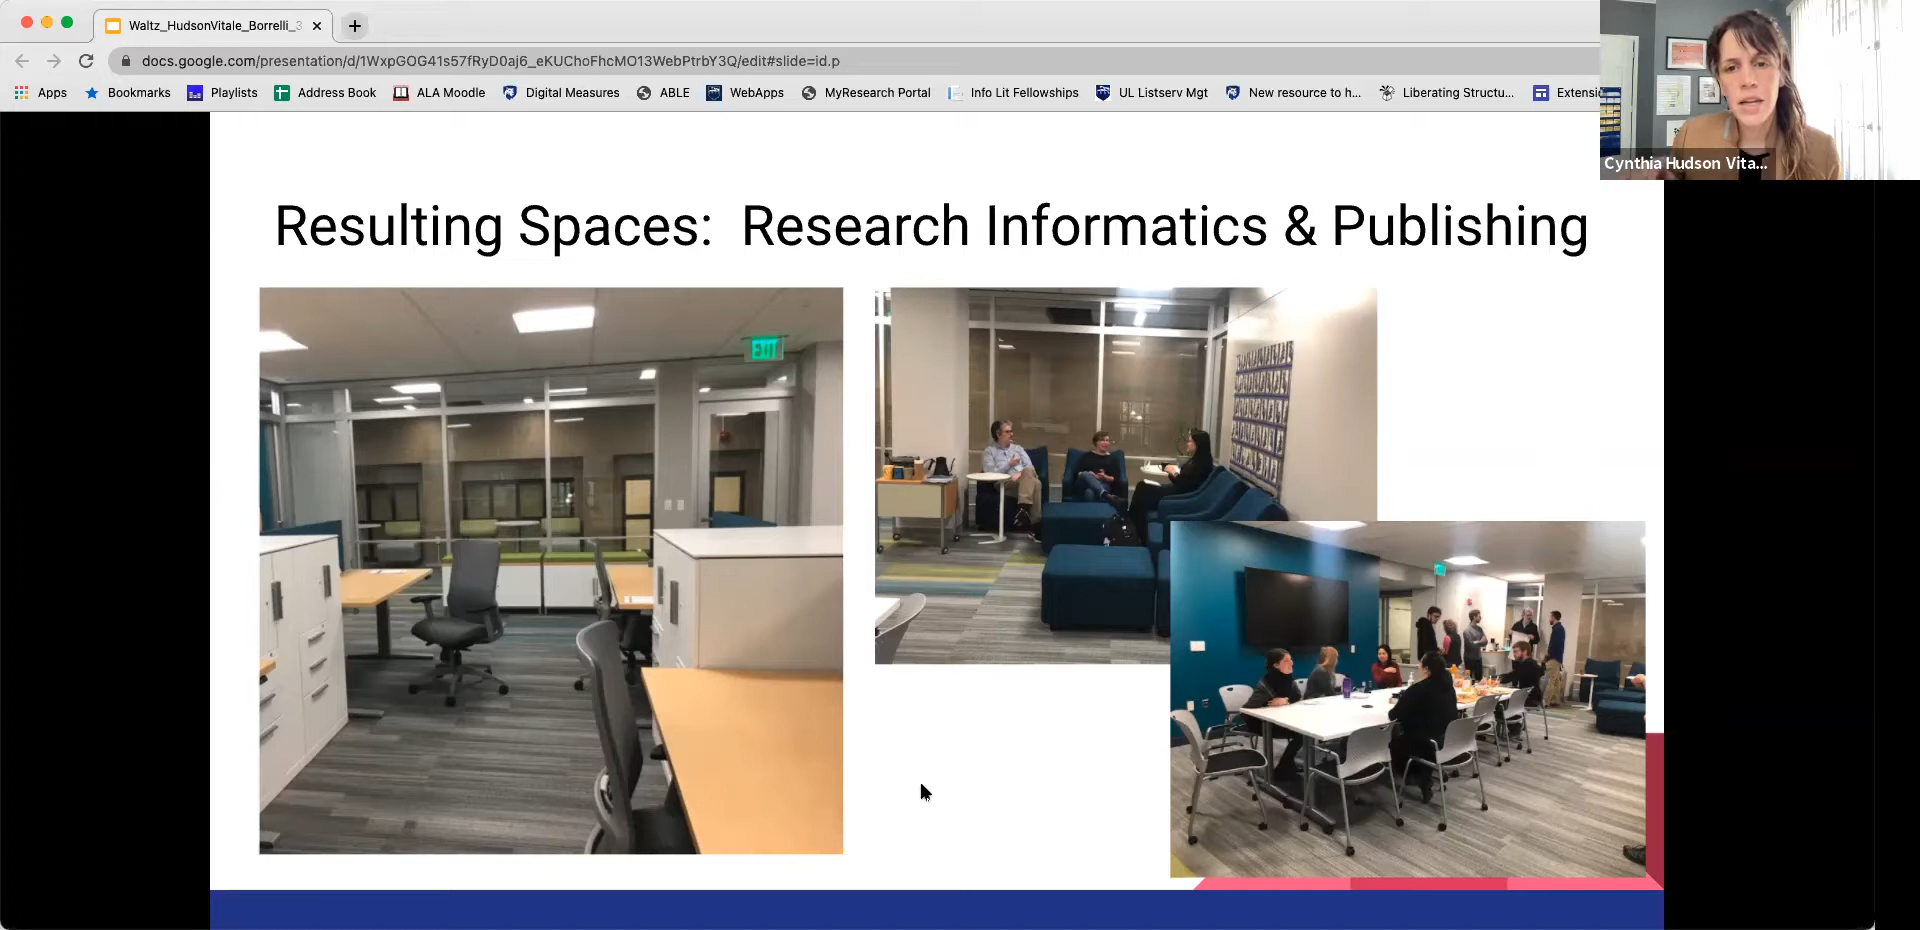 Waltz_HudsonVitale_Borrelli_3
docs.google.com/presentation/d/1WxpGOG41s57fRyD0aj6_eKUChoFhcMO13WebPtrbY3Q/edit#slide=id.p
Apps Bookmarks Playlists Address Book ALA Moodle Digital Measures ABLE WebApps MyResearch Portal Info Lit Fellowships UL Listserv Mgt New resource to h... Liberating Structu... Extensi
Cynthia Hudson Vita...
Resulting Spaces: Research Informatics & Publishing
EXIT